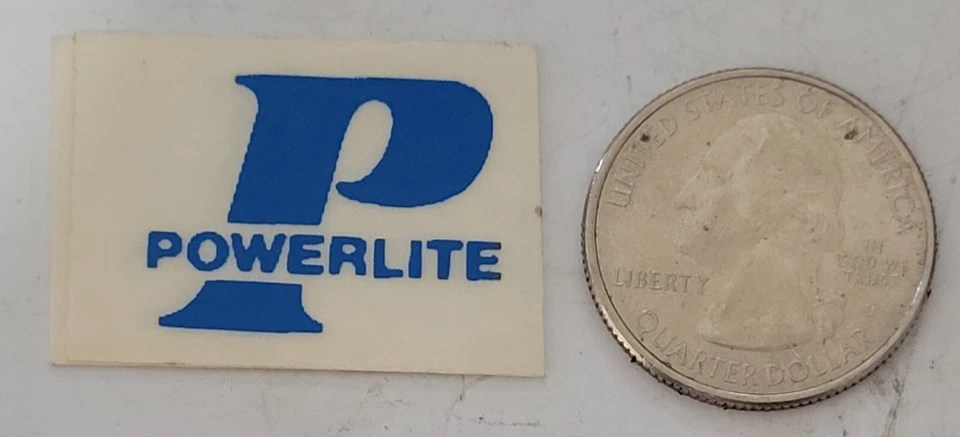 P
POWERLITE
UNITED STATES OF AMERICA
LIBERTY
IN
GOD WE
TRUST
QUARTER DOLLAR